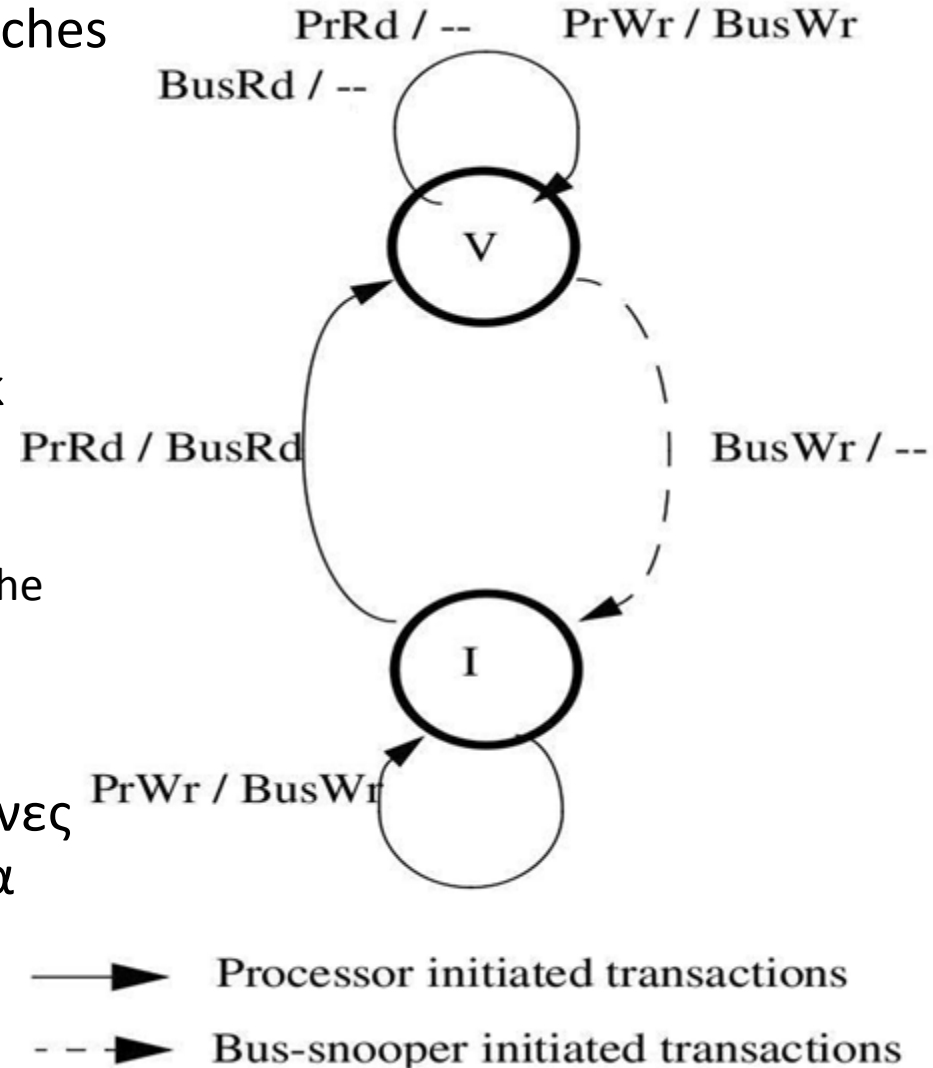 ches
PrRd / -- PrWr / BusWr
BusRd / --
V
PrRd / BusRd
BusWr / --
he
I
PrWr / BusWr
νες
α
Processor initiated transactions
Bus-snooper initiated transactions